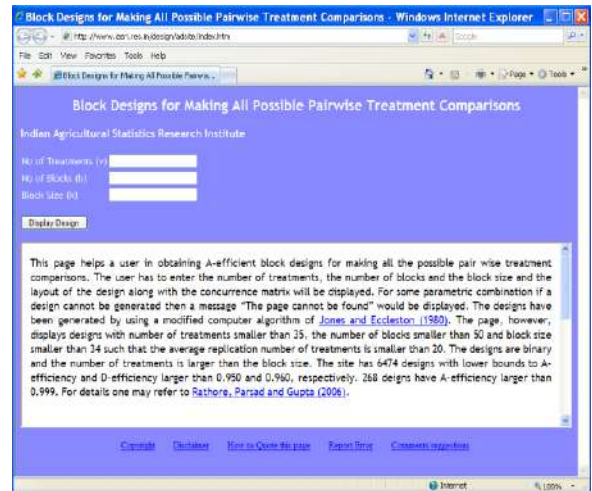 Block Designs for Making All Possible Pairwise Treatment Comparisons - Windows Internet Explorer
File Edit View Favorites Tools Help
Block Designs for Making All Possible Pairwis...
Page Tools
Block Designs for Making All Possible Pairwise Treatment Comparisons
Indian Agricultural Statistics Research Institute
No of Treatments (v)
No of Blocks (b)
Block Size (k)
Display Design
This page helps a user in obtaining A-efficient block designs for making all the possible pair wise treatment
comparisons. The user has to enter the number of treatments, the number of blocks and the block size and the
layout of the design along with the concurrence matrix will be displayed. For some parametric combination if a
design cannot be generated then a message "The page cannot be found" would be displayed. The designs have
been generated by using a modified computer algorithm of Jones and Eccleston (1980). The page, however,
displays designs with number of treatments smaller than 35, the number of blocks smaller than 50 and block size
smaller than 34 such that the average replication number of treatments is smaller than 20. The designs are binary
and the number of treatments is larger than the block size. The site has 6474 designs with lower bounds to A-
efficiency and D-efficiency larger than 0.950 and 0.960, respectively. 268 deigns have A-efficiency larger than
0.999. For details one may refer to Rathore, Parsad and Gupta (2006).
Copyright Disclaimer How to Quote this page Report Error Comments/suggestions
Internet 100%